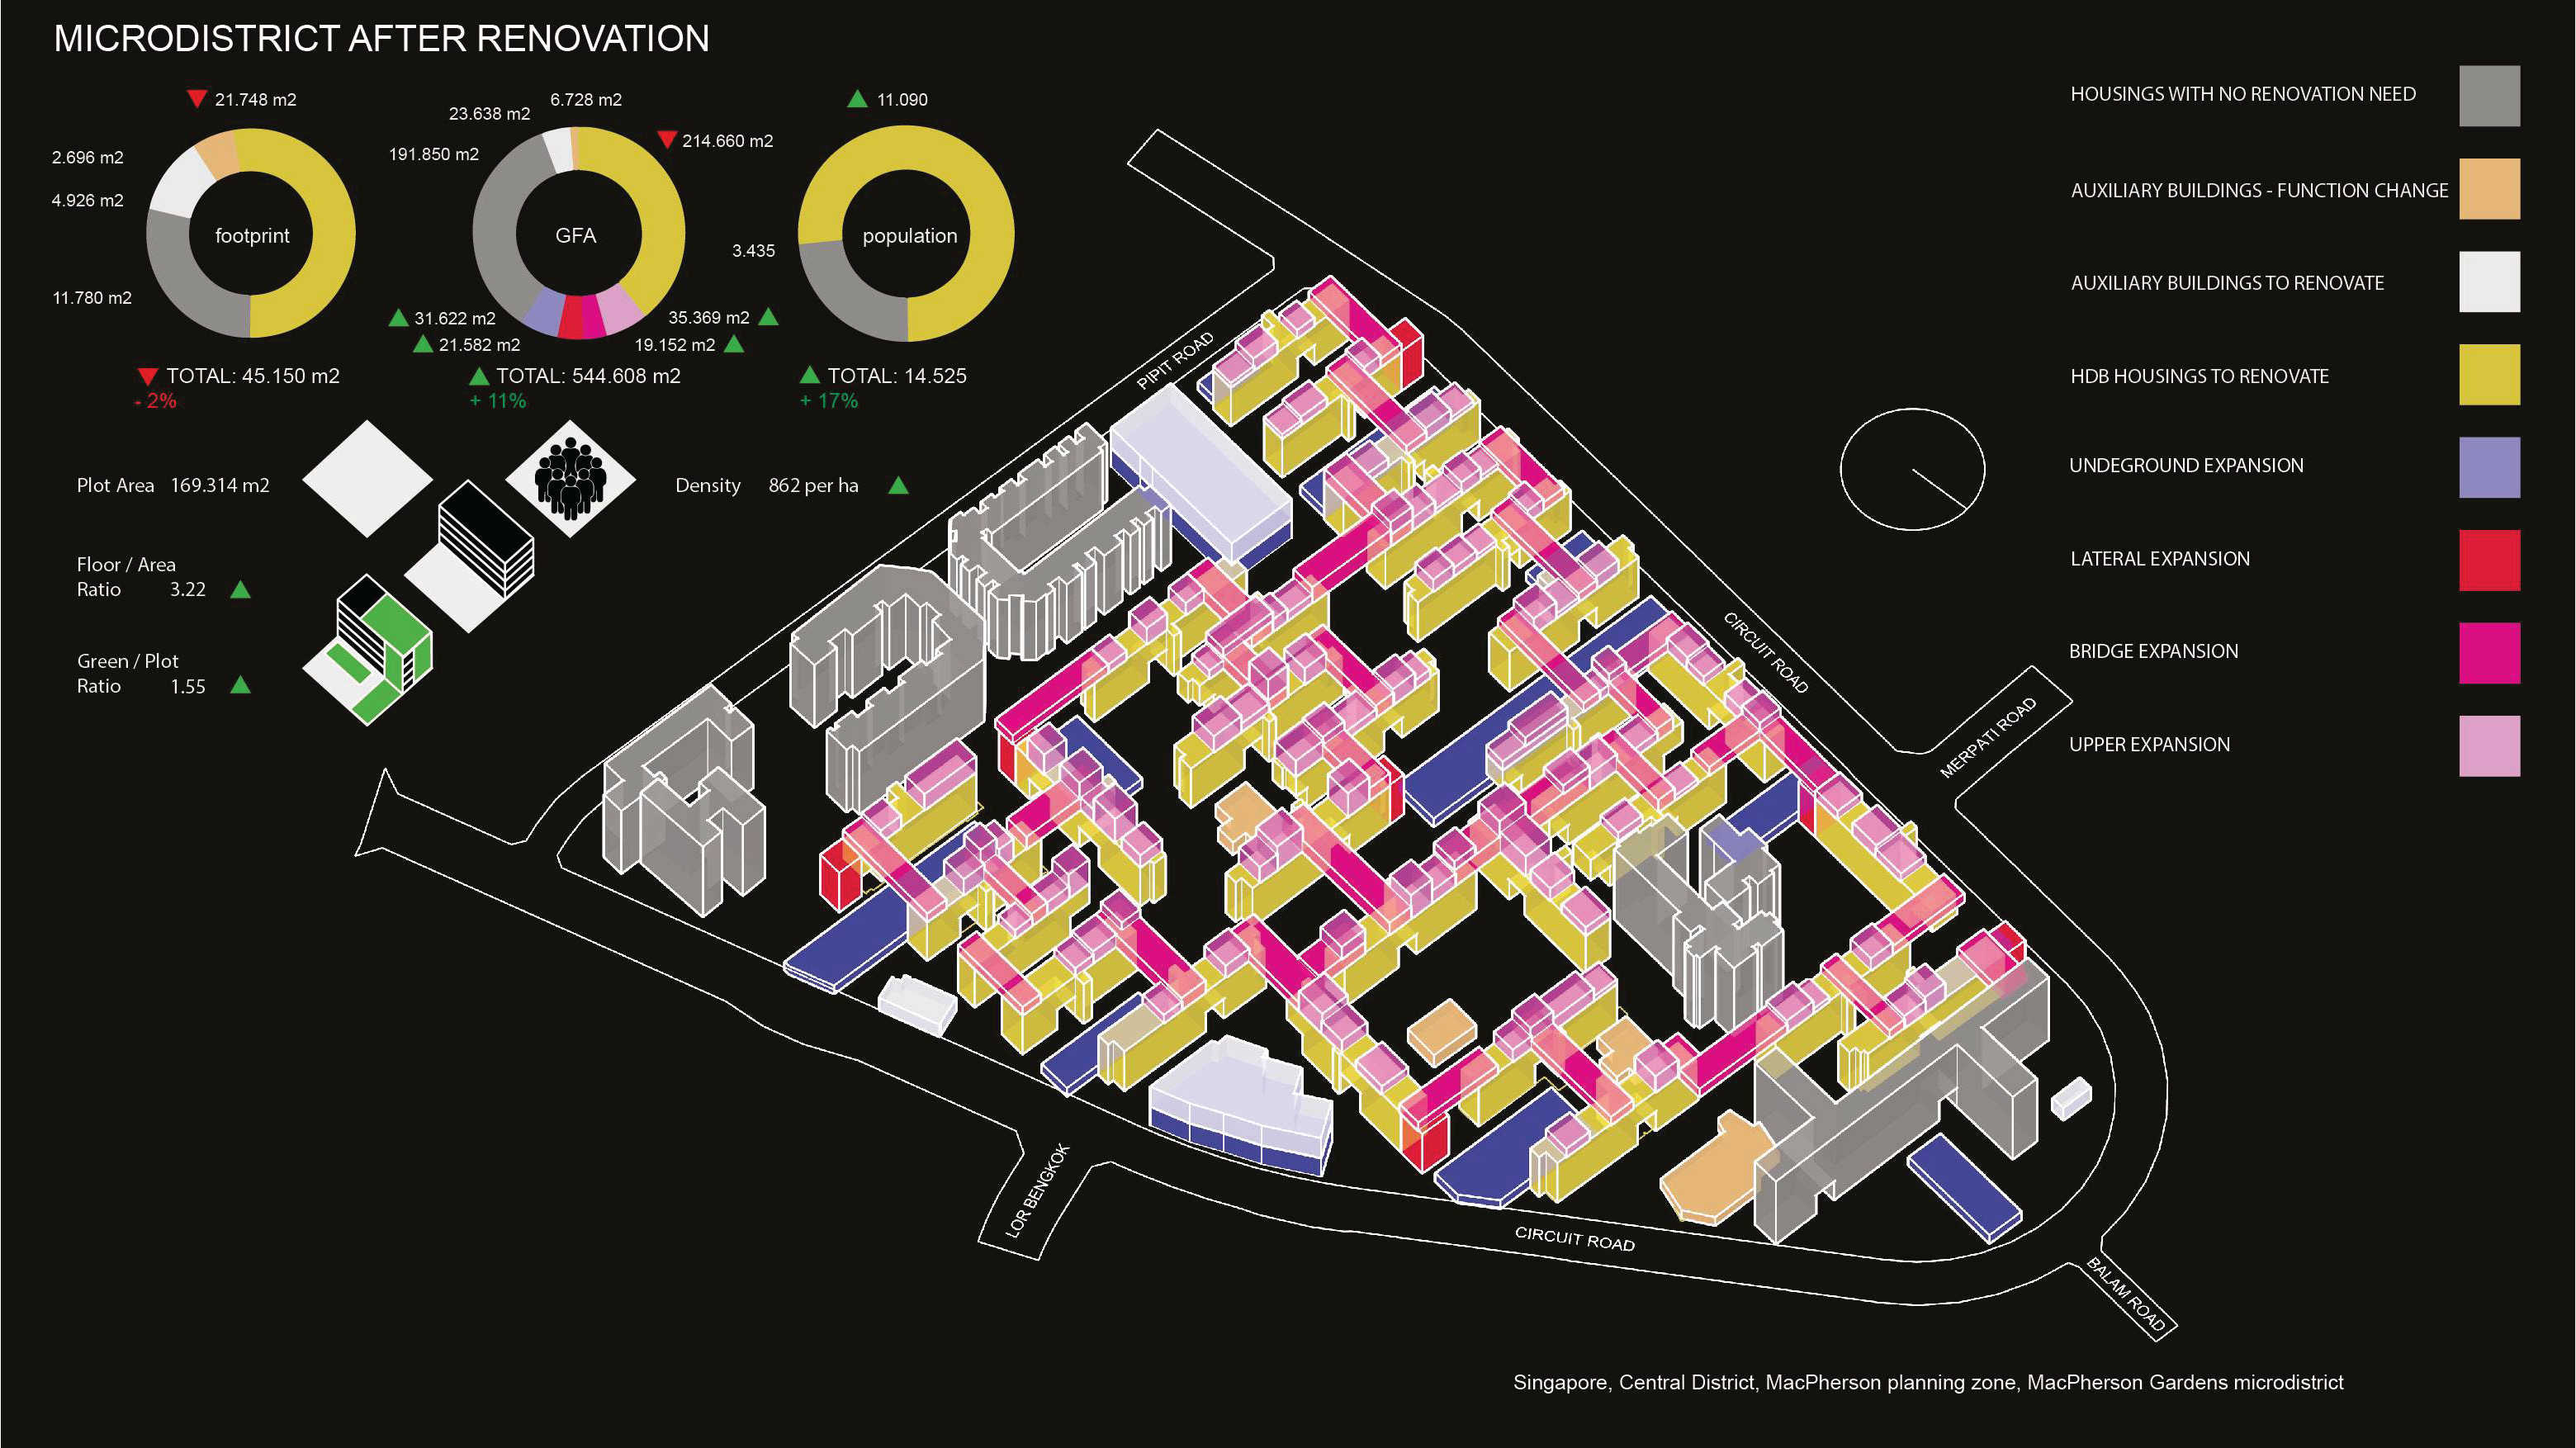 MICRODISTRICT AFTER RENOVATION
21.748 m2
2.696 m2
4.926 m2
11.780 m2
footprint
TOTAL: 45.150 m2
- 2%
6.728 m2
23.638 m2
214.660 m2
191.850 m2
GFA
31.622 m2
35.369 m2
21.582 m2
19.152 m2
TOTAL: 544.608 m2
+ 11%
11.090
3.435
population
TOTAL: 14.525
+ 17%
Plot Area 169.314 m2
Density 862 per ha
Floor / Area
Ratio 3.22
Green / Plot
Ratio 1.55
HOUSINGS WITH NO RENOVATION NEED
AUXILIARY BUILDINGS - FUNCTION CHANGE
AUXILIARY BUILDINGS TO RENOVATE
HDB HOUSINGS TO RENOVATE
UNDEGROUND EXPANSION
LATERAL EXPANSION
BRIDGE EXPANSION
UPPER EXPANSION
PIPIT ROAD
CIRCUIT ROAD
MERPATI ROAD
LOR BENGKOK
CIRCUIT ROAD
BALAM ROAD
Singapore, Central District, MacPherson planning zone, MacPherson Gardens microdistrict